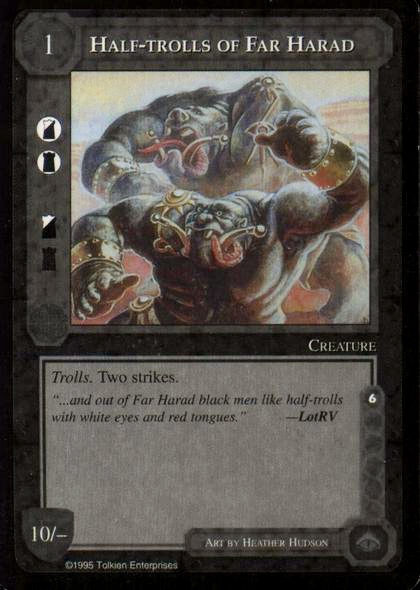 1
HALF-TROLLS OF FAR HARAD
CREATURE
Trolls. Two strikes.
"...and out of Far Harad black men like half-trolls
with white eyes and red tongues." —LotRV
6
10/–
ART BY HEATHER HUDSON
©1995 Tolkien Enterprises